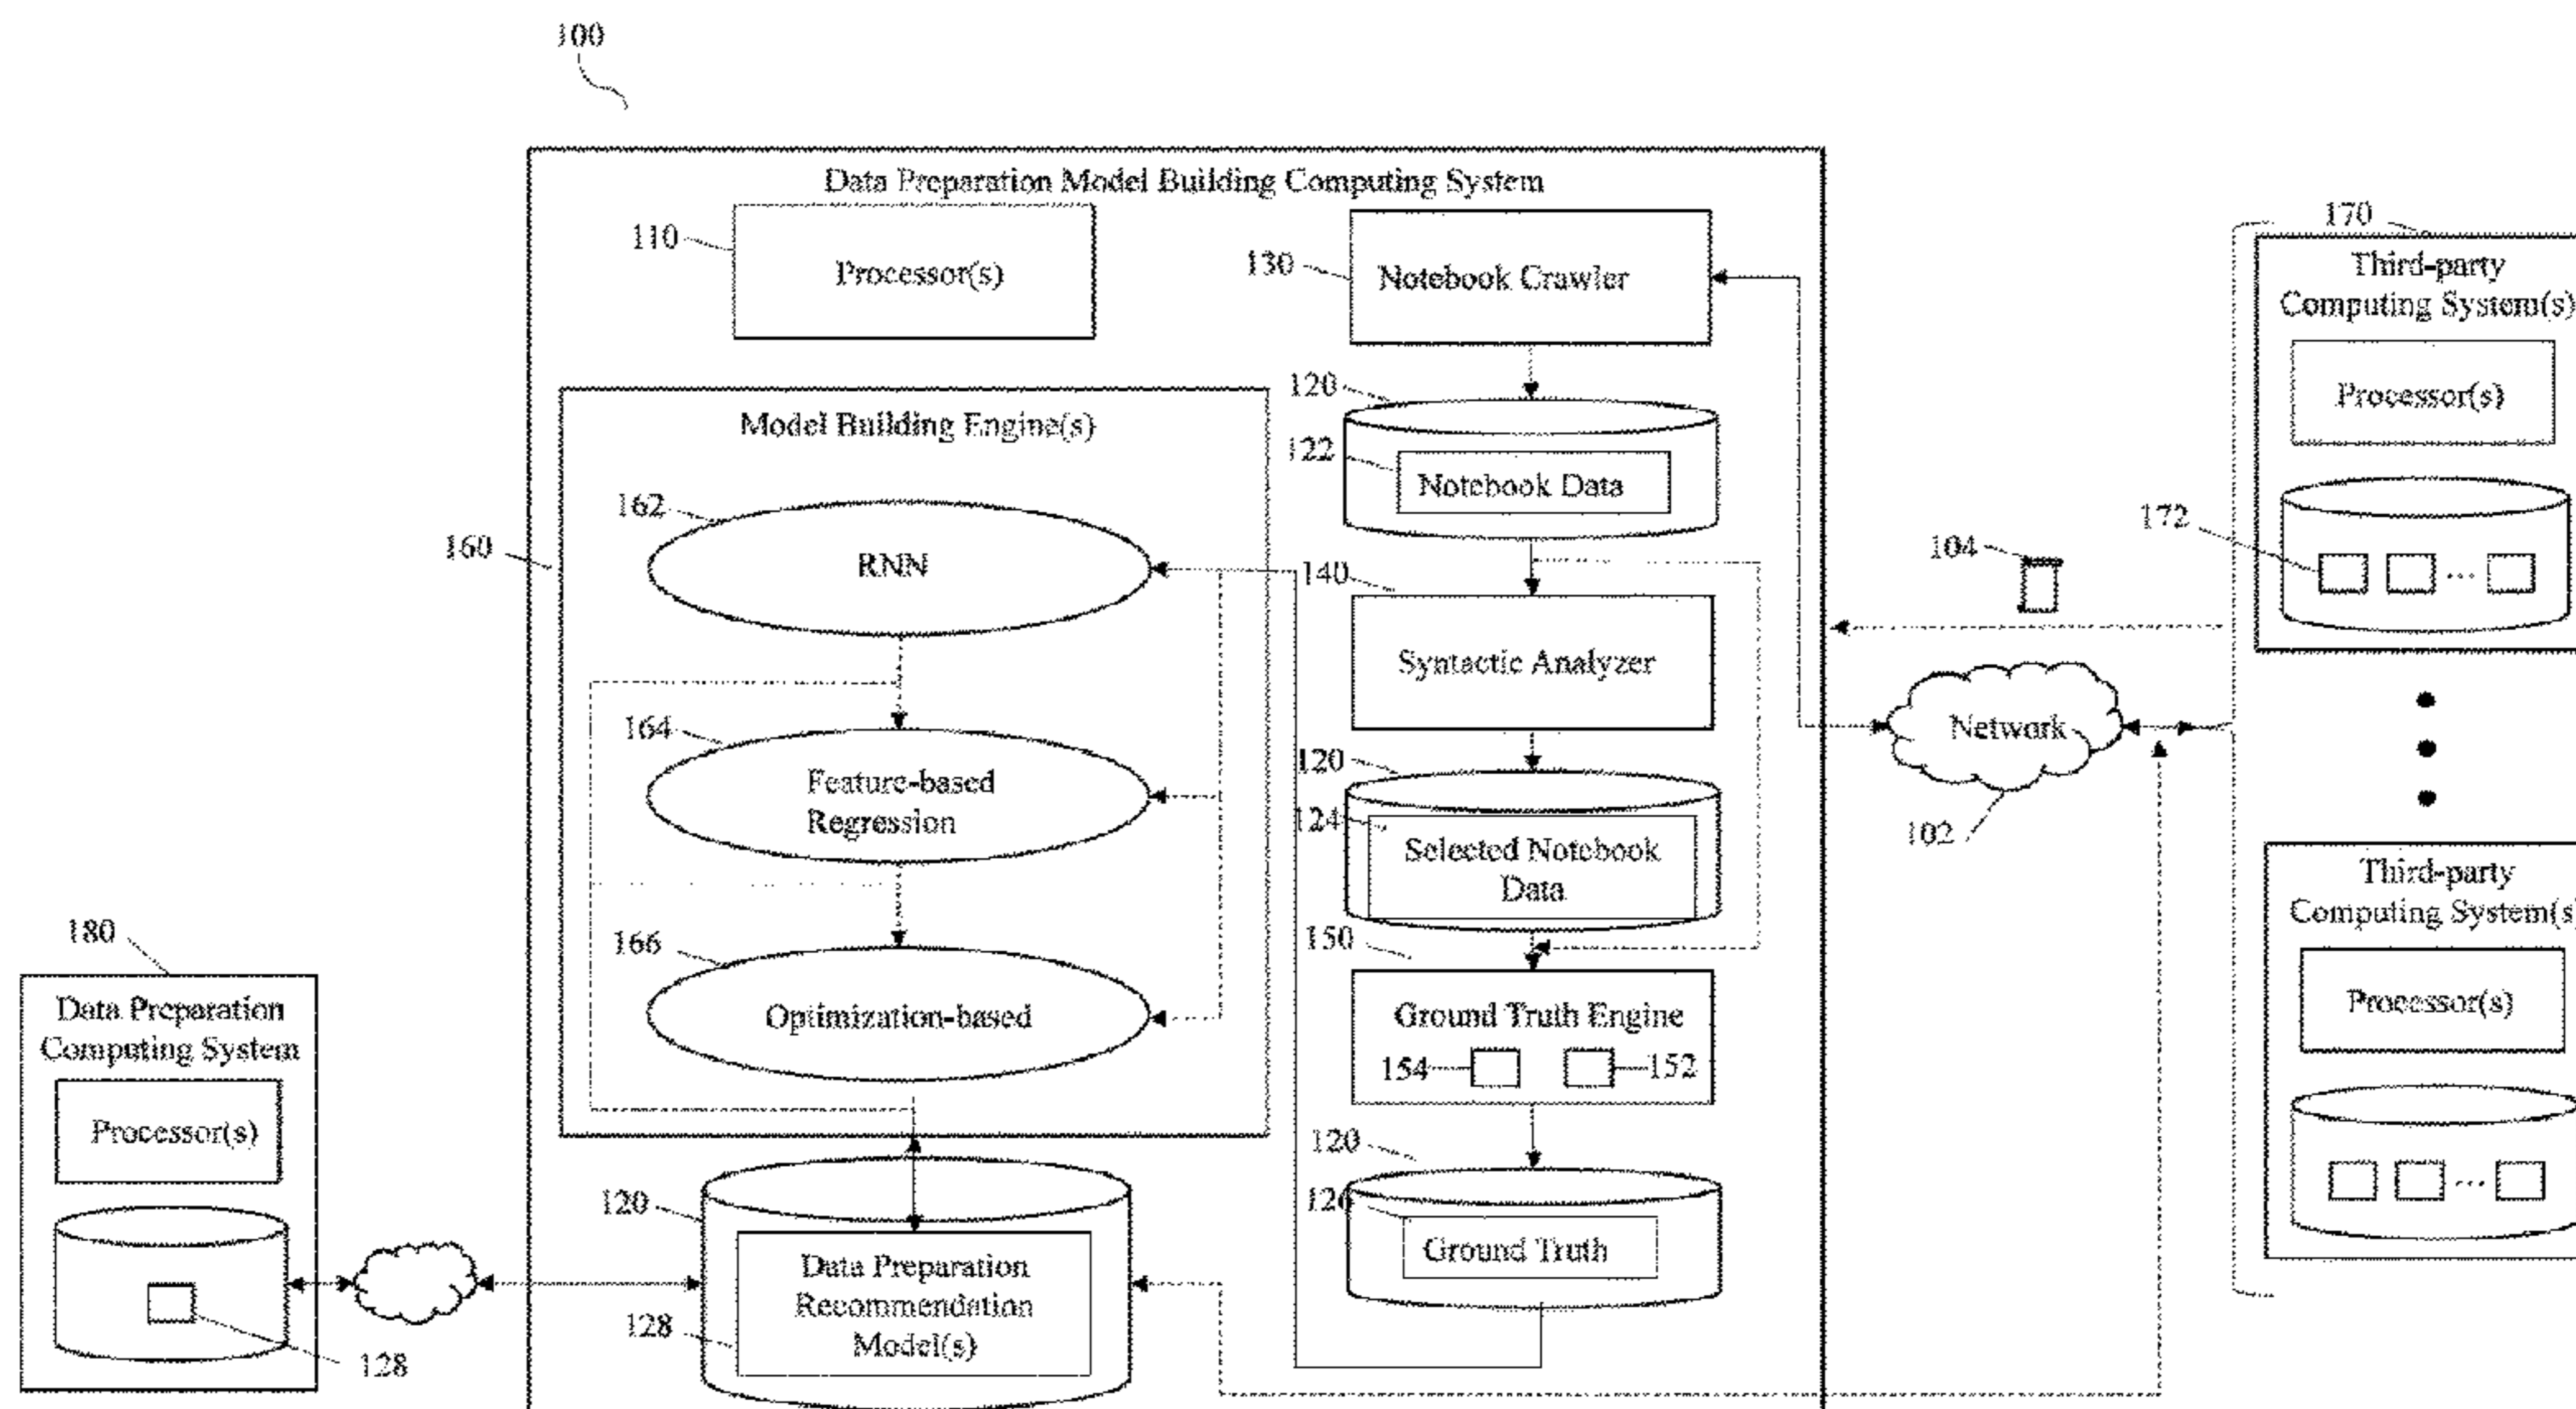 100
Data Preparation Model Building Computing System
110
Processor(s)
130
Notebook Crawler
170
Third-party
Computing System(s)
Processor(s)
172
120
122
Notebook Data
Model Building Engine(s)
160
162
RNN
140
Syntactic Analyzer
104
Network
102
164
Feature-based
Regression
120
124
Selected Notebook
Data
166
Optimization-based
150
Ground Truth Engine
154
152
Third-party
Computing System(s
Processor(s)
180
Data Preparation
Computing System
Processor(s)
128
120
Data Preparation
Recommendation
Model(s)
128
120
126
Ground Truth